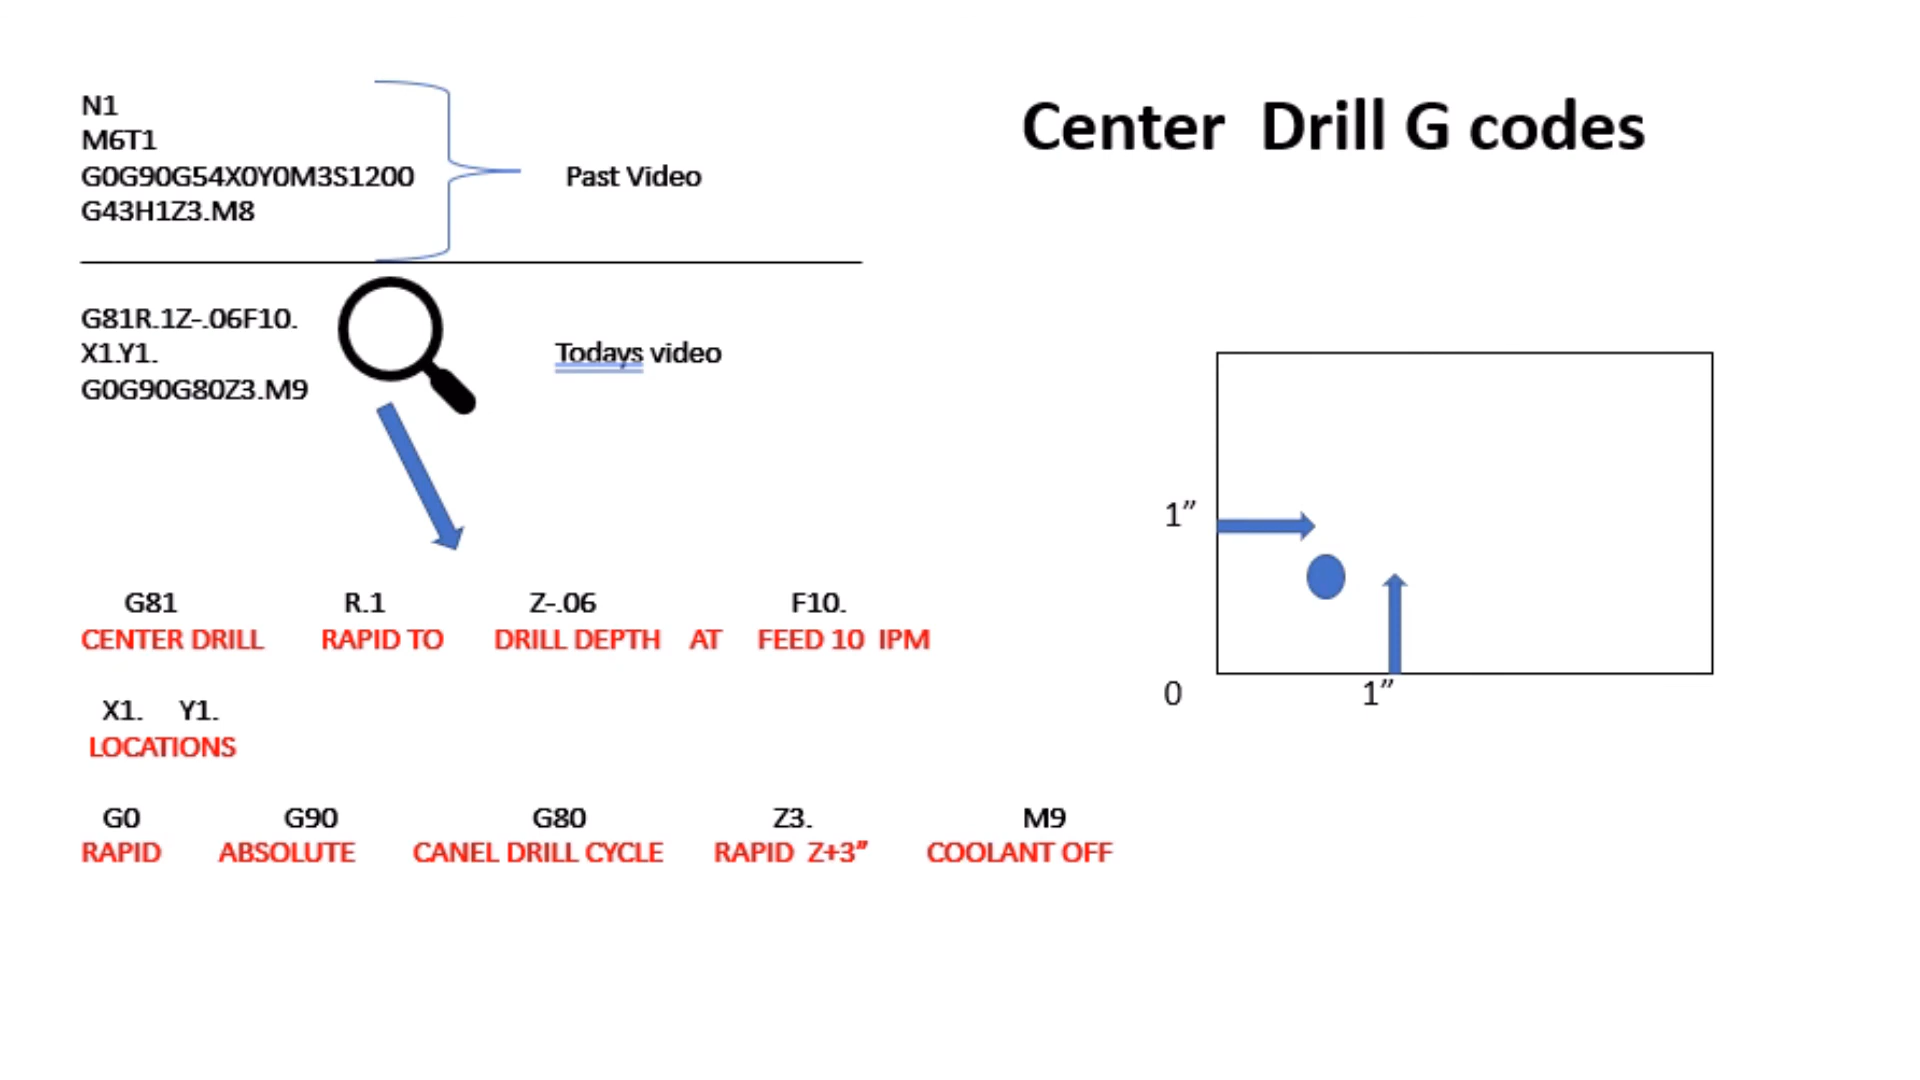 Center Drill G codes
N1
M6T1
G0G90G54X0Y0M3S1200
G43H1Z3.M8
Past Video
G81R.1Z-.06F10.
X1.Y1.
G0G90G80Z3.M9
Todays video
G81 R.1 Z-.06 F10.
CENTER DRILL RAPID TO DRILL DEPTH AT FEED 10 IPM
X1. Y1.
LOCATIONS
G0 G90 G80 Z3. M9
RAPID ABSOLUTE CANEL DRILL CYCLE RAPID Z+3" COOLANT OFF
1"
0
1"